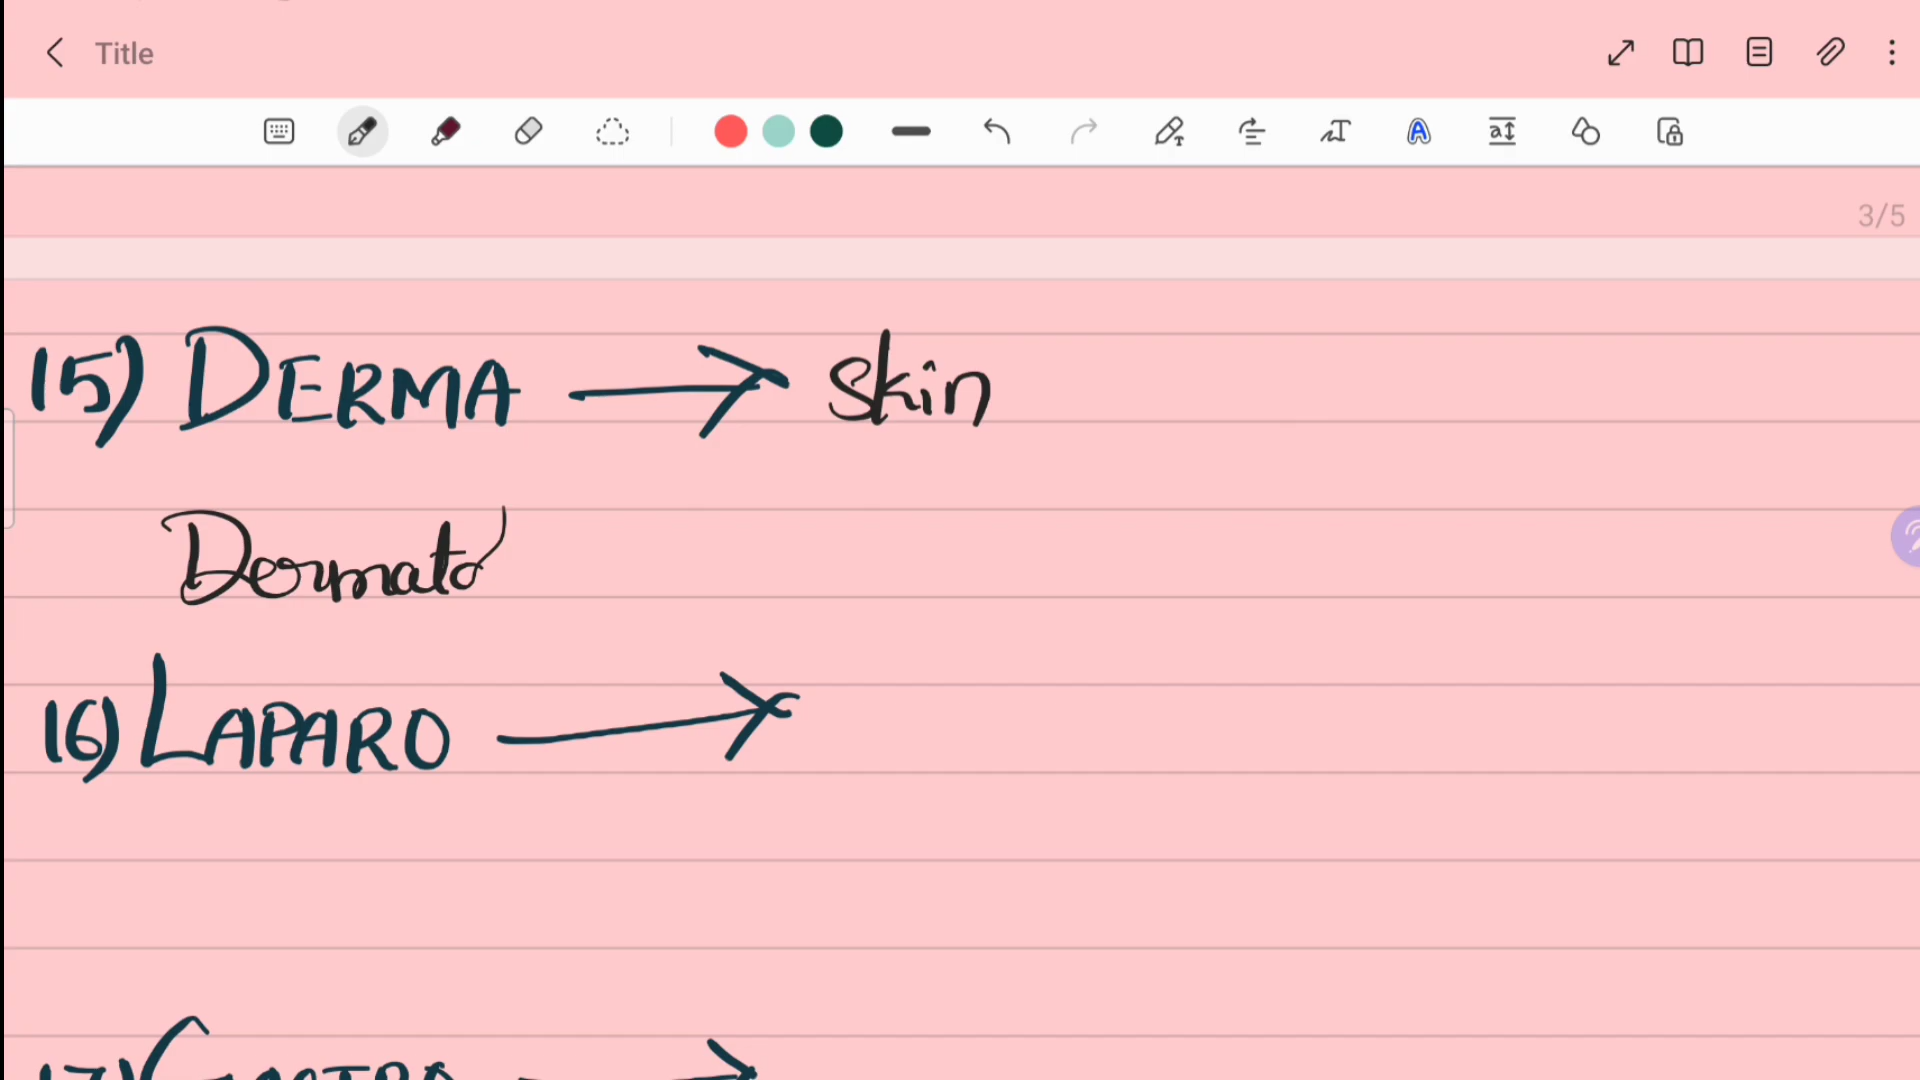 Title
3/5
15) DERMA → Skin
Dermato
16) LAPARO →